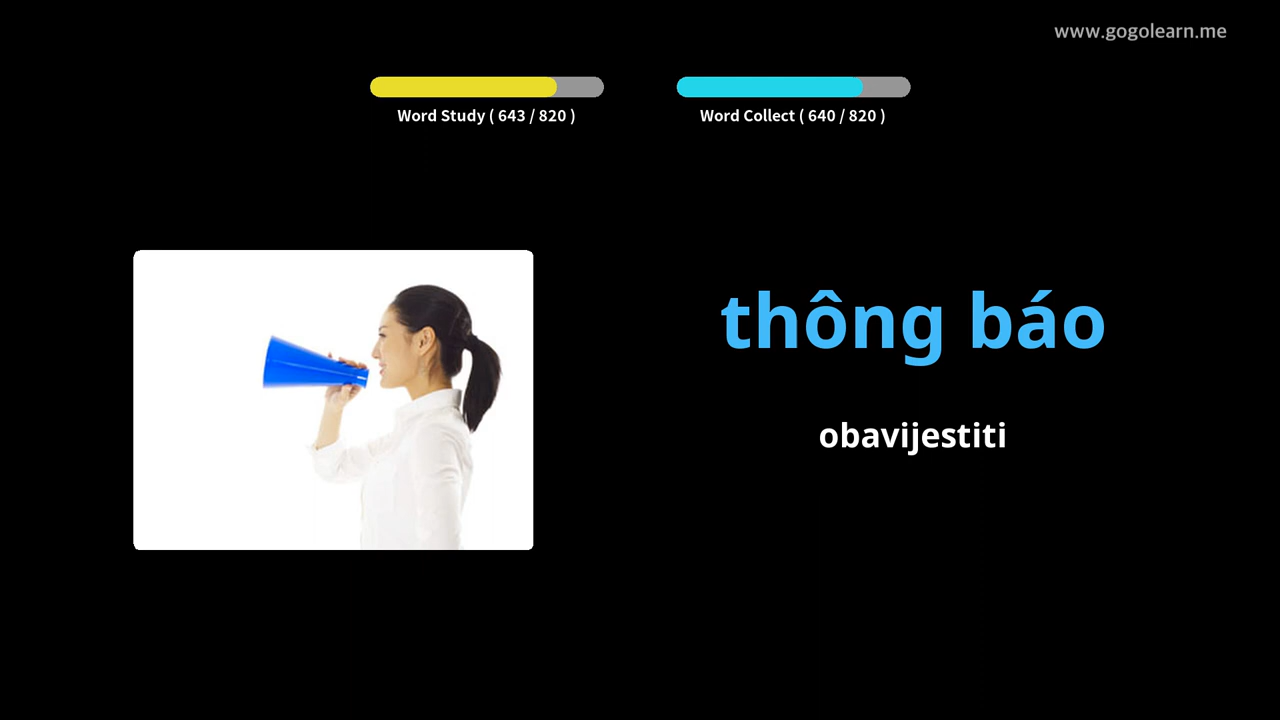 www.gogolearn.me
Word Study ( 643 / 820 )
Word Collect ( 640 / 820 )
thông báo
obavijestiti